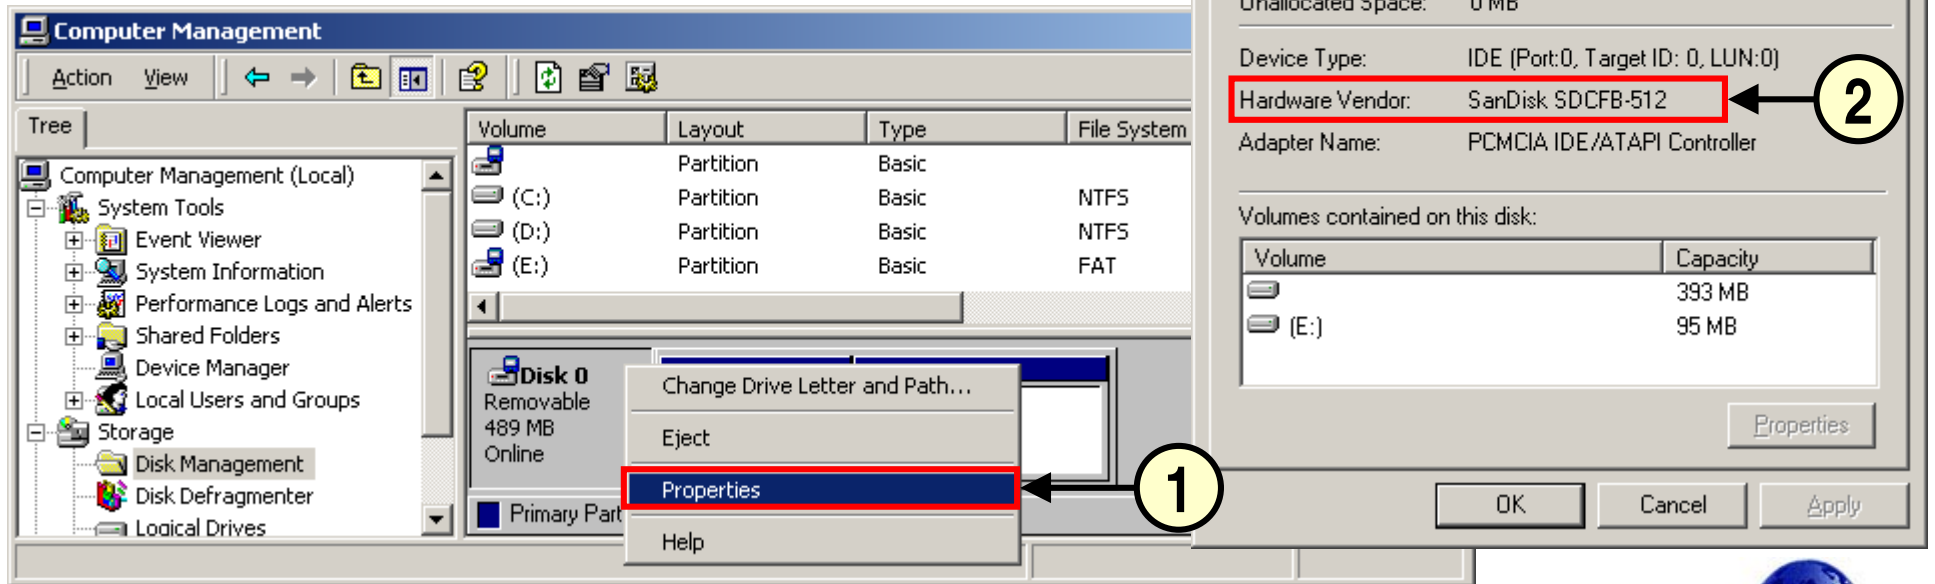 Computer Management
Action View
Tree
Computer Management (Local)
System Tools
Event Viewer
System Information
Performance Logs and Alerts
Shared Folders
Device Manager
Local Users and Groups
Storage
Disk Management
Disk Defragmenter
Logical Drives
Volume Layout Type File System
Partition Basic
(C:) Partition Basic NTFS
(D:) Partition Basic NTFS
(E:) Partition Basic FAT
Disk 0
Removable
489 MB
Online
Primary Part
Change Drive Letter and Path...
Eject
Properties
Help
1
Unallocated Space: 0 MB
Device Type: IDE (Port:0, Target ID: 0, LUN:0)
Hardware Vendor: SanDisk SDCFB-512
2
Adapter Name: PCMCIA IDE/ATAPI Controller
Volumes contained on this disk:
Volume Capacity
393 MB
(E:) 95 MB
Properties
OK Cancel Apply